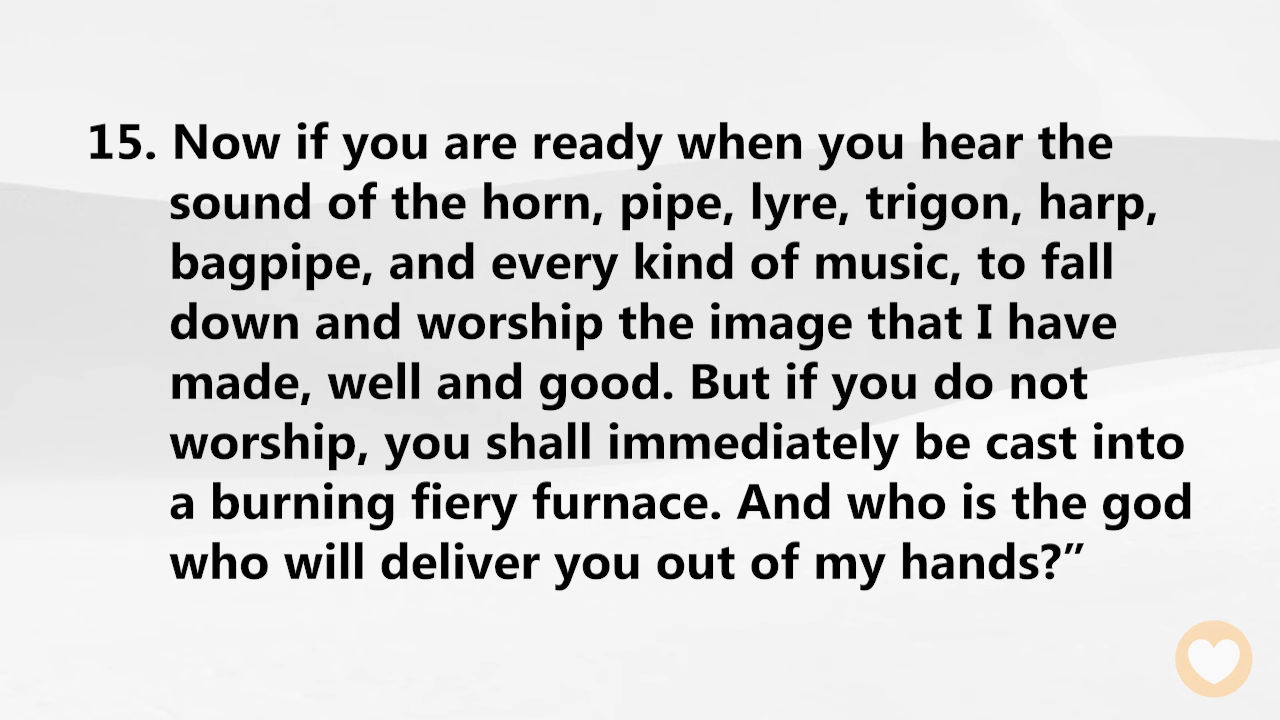 15. Now if you are ready when you hear the
sound of the horn, pipe, lyre, trigon, harp,
bagpipe, and every kind of music, to fall
down and worship the image that I have
made, well and good. But if you do not
worship, you shall immediately be cast into
a burning fiery furnace. And who is the god
who will deliver you out of my hands?”